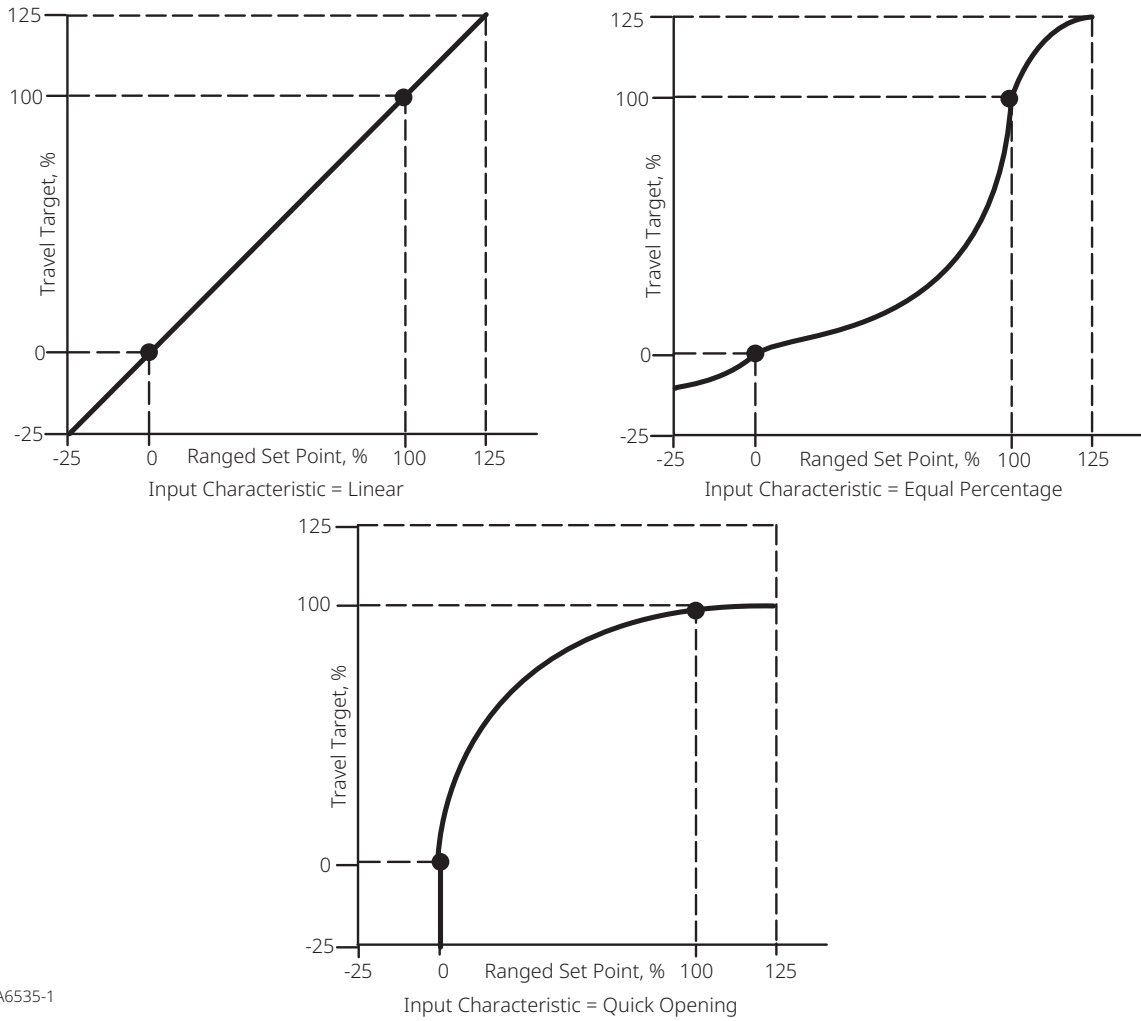 125
100
Travel Target, %
0
-25
-25 0 Ranged Set Point, % 100 125
Input Characteristic = Linear
125
100
Travel Target, %
0
-25
-25 0 Ranged Set Point, % 100 125
Input Characteristic = Equal Percentage
125
100
Travel Target, %
0
-25
-25 0 Ranged Set Point, % 100 125
Input Characteristic = Quick Opening
A6535-1